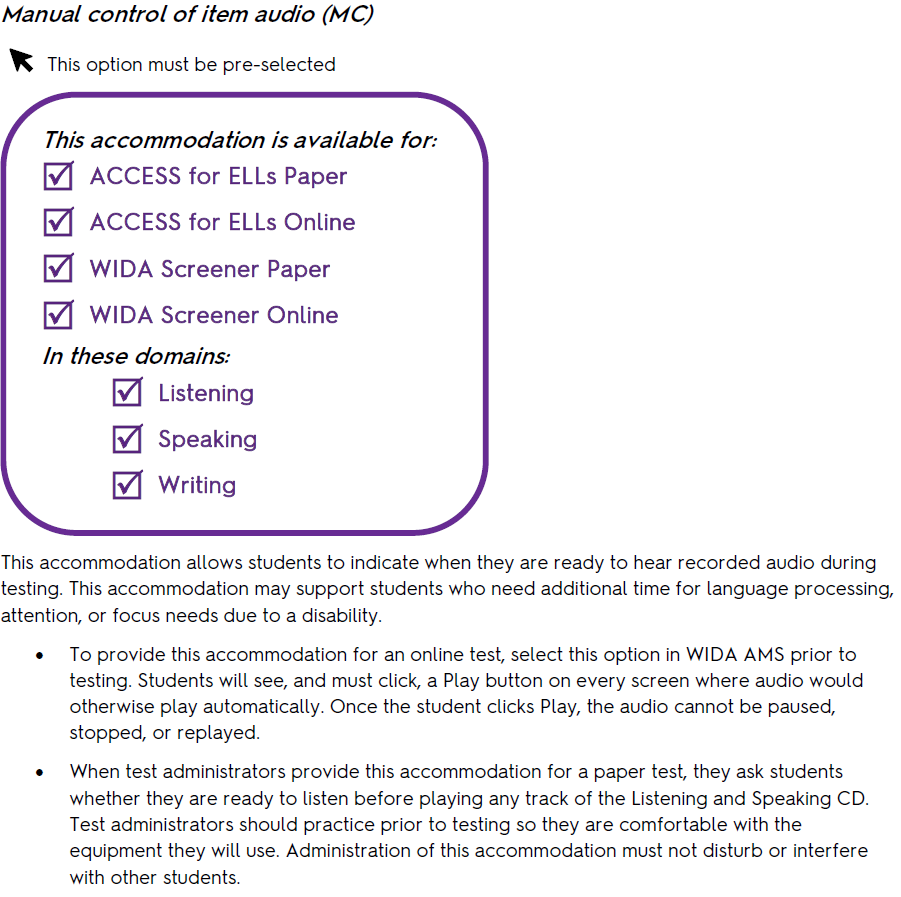 Manual control of item audio (MC)
This option must be pre-selected
This accommodation is available for:
ACCESS for ELLs Paper
ACCESS for ELLs Online
WIDA Screener Paper
WIDA Screener Online
In these domains:
Listening
Speaking
Writing
This accommodation allows students to indicate when they are ready to hear recorded audio during
testing. This accommodation may support students who need additional time for language processing,
attention, or focus needs due to a disability.
• To provide this accommodation for an online test, select this option in WIDA AMS prior to
testing. Students will see, and must click, a Play button on every screen where audio would
otherwise play automatically. Once the student clicks Play, the audio cannot be paused,
stopped, or replayed.
• When test administrators provide this accommodation for a paper test, they ask students
whether they are ready to listen before playing any track of the Listening and Speaking CD.
Test administrators should practice prior to testing so they are comfortable with the
equipment they will use. Administration of this accommodation must not disturb or interfere
with other students.